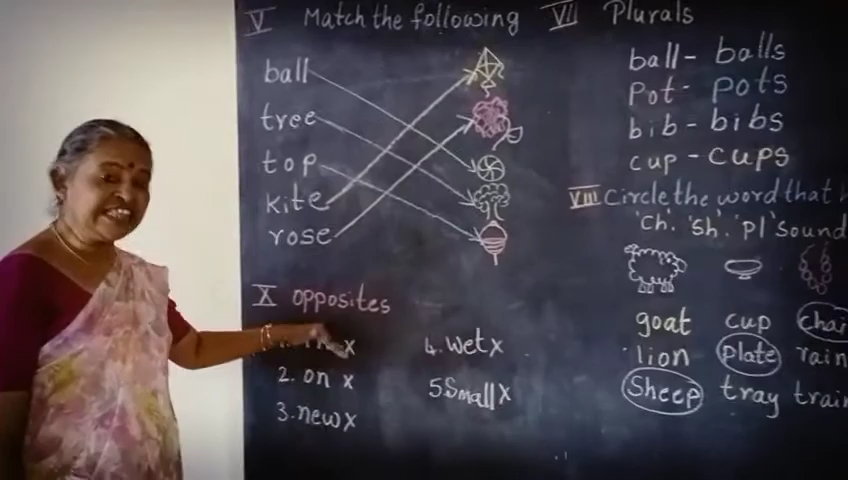 V Match the following
ball
tree
top
kite
rose
X opposites
1.
2. on x
3. new x
4. wet x
5 Small x
VII Plurals
ball - balls
Pot - pots
bib - bibs
cup - cups
VIII Circle the word that
'ch'. 'sh'. 'pl' sound
goat cup
lion plate
Sheep tray